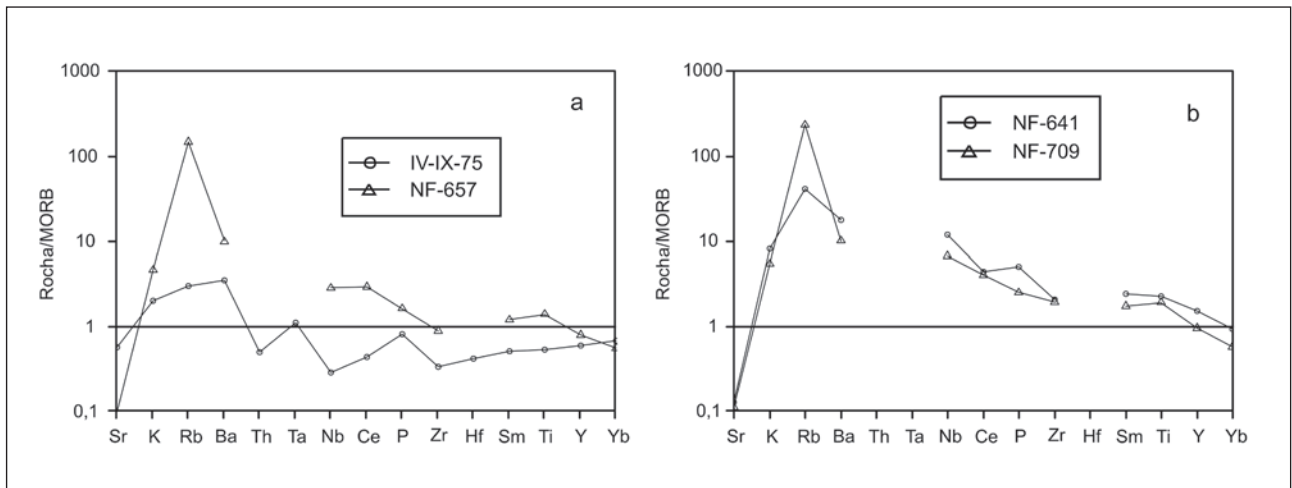 a
1000
100
10
1
0,1
Rocha/MORB
IV-IX-75
NF-657
Sr K Rb Ba Th Ta Nb Ce P Zr Hf Sm Ti Y Yb
b
1000
100
10
1
0,1
Rocha/MORB
NF-641
NF-709
Sr K Rb Ba Th Ta Nb Ce P Zr Hf Sm Ti Y Yb